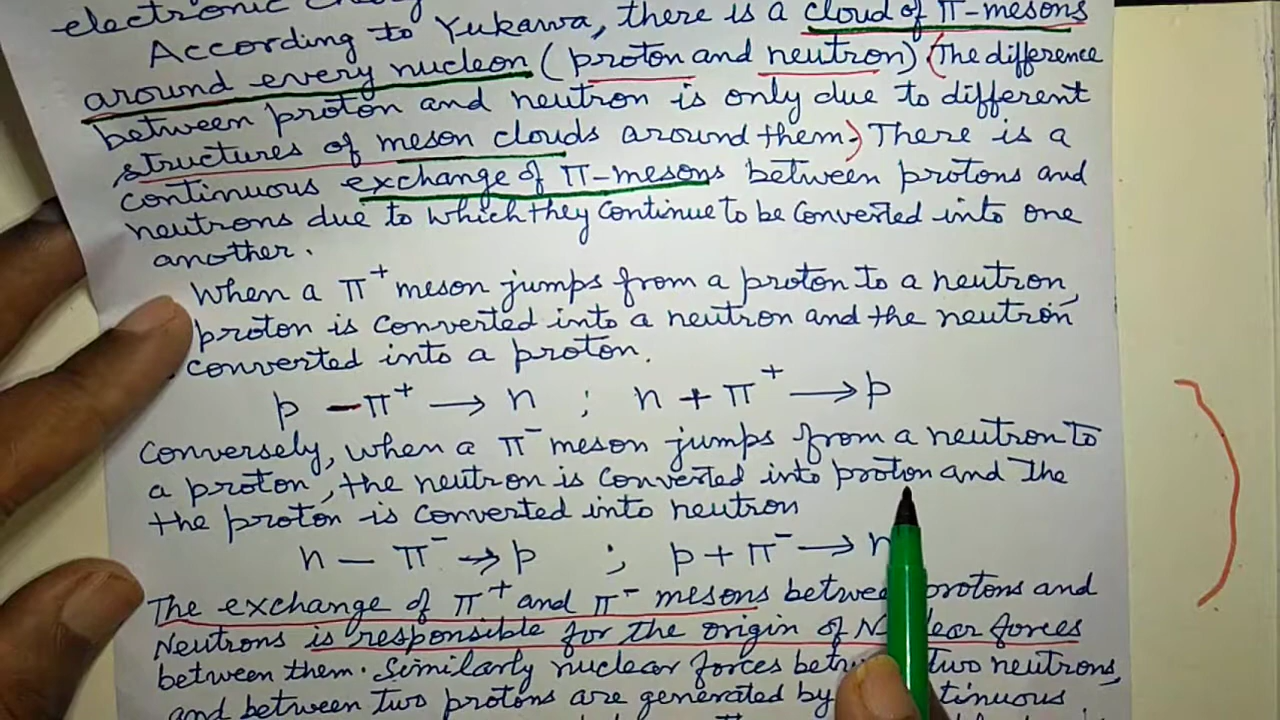 electronic
According to Yukawa, there is a cloud of π-mesons
around every nucleon (proton and neutron) (The difference
between proton and neutron is only due to different
structures of meson clouds around them.) There is a
continuous exchange of π-mesons between protons and
neutrons due to which they continue to be converted into one
another.
When a π⁺ meson jumps from a proton to a neutron,
proton is converted into a neutron and the neutron
converted into a proton.
p − π⁺ → n ; n + π⁺ → p
Conversely, when a π⁻ meson jumps from a neutron to
a proton, the neutron is converted into proton and the
the proton is converted into neutron
n − π⁻ → p ; p + π⁻ → n
The exchange of π⁺ and π⁻ mesons between protons and
Neutrons is responsible for the origin of Nuclear forces
between them. Similarly nuclear forces between two neutrons,
and between two protons are generated by continuous